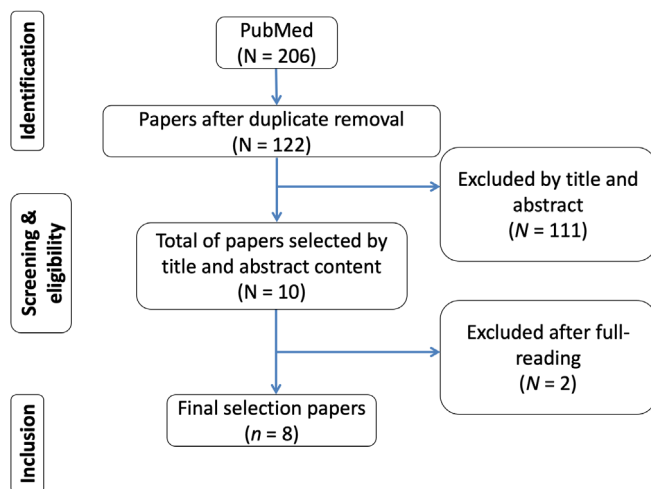 Identification
PubMed
(N = 206)
Papers after duplicate removal
(N = 122)
Screening &
eligibility
Excluded by title and
abstract
(N = 111)
Total of papers selected by
title and abstract content
(N = 10)
Excluded after full-
reading
(N = 2)
Inclusion
Final selection papers
(n = 8)